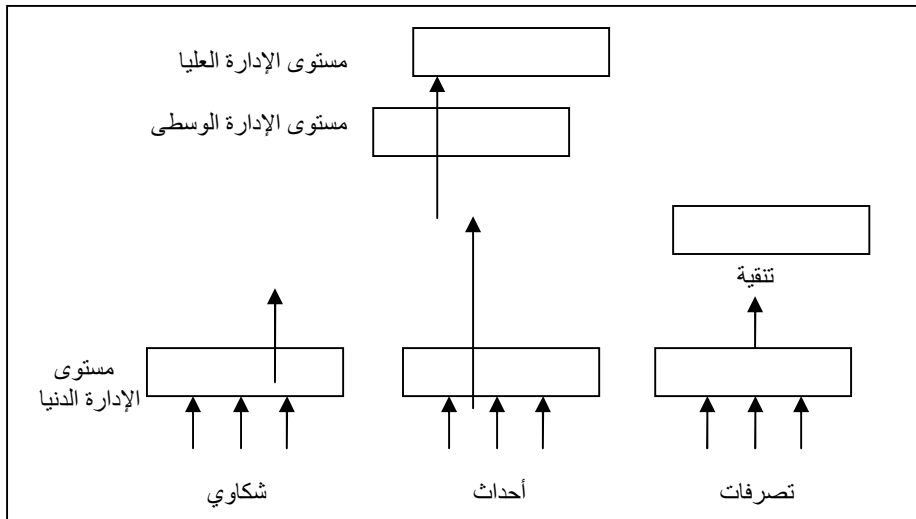 مستوى الإدارة العليا
مستوى الإدارة الوسطى
تنقية
مستوى
الإدارة الدنيا
تصرفات
أحداث
شكاوي